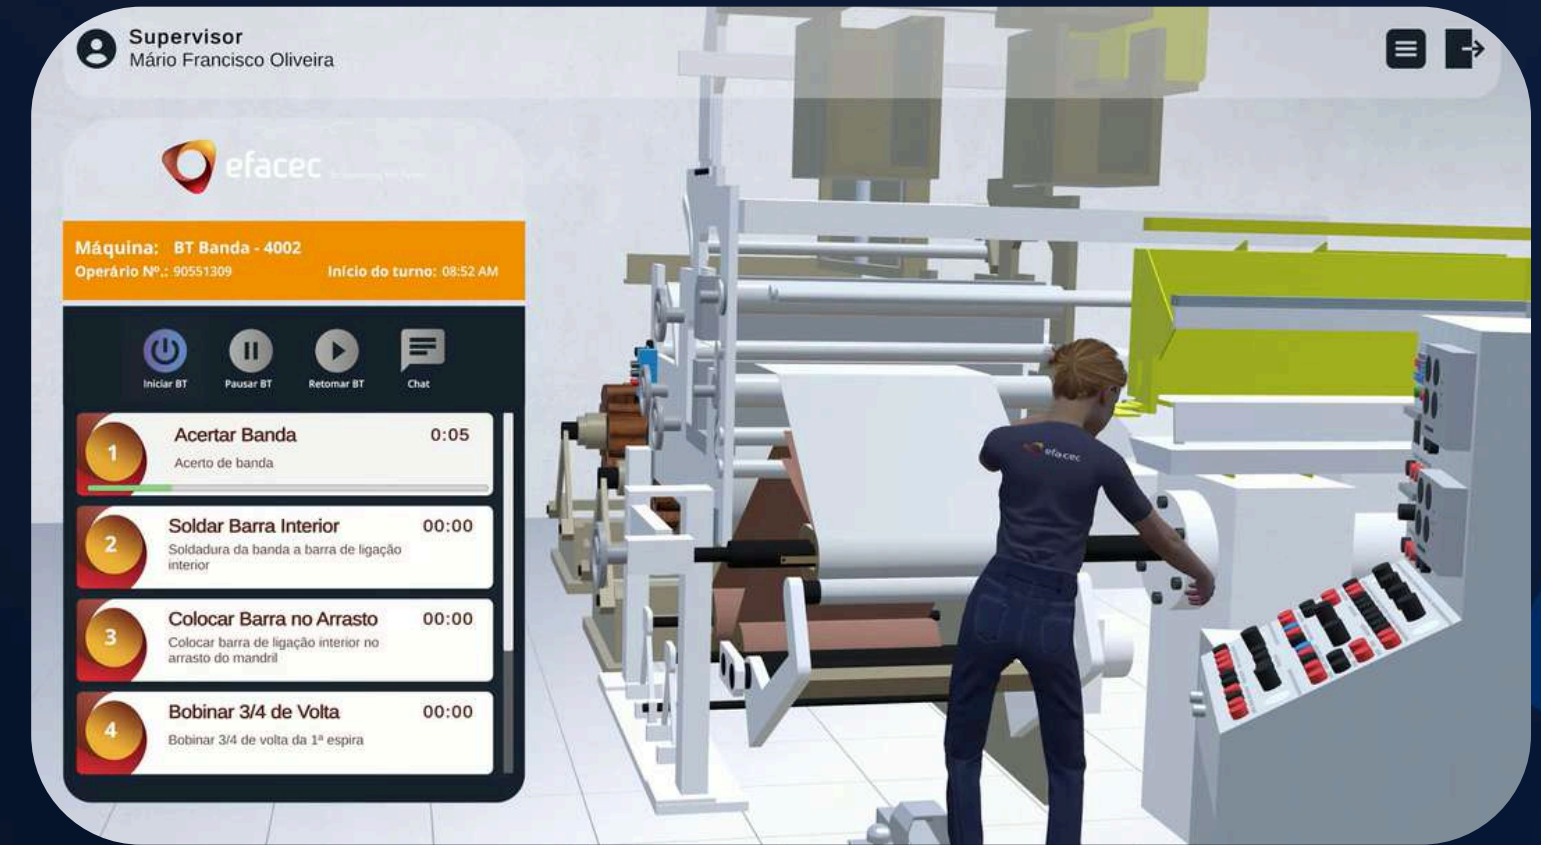 Supervisor
Mário Francisco Oliveira
efacec
Máquina: BT Banda - 4002
Operário Nº.: 90551309 Início do turno: 08:52 AM
Iniciar BT Pausar BT Retomar BT Chat
1 Acertar Banda 0:05
Acerto de banda
2 Soldar Barra Interior 00:00
Soldadura da banda a barra de ligação
interior
3 Colocar Barra no Arrasto 00:00
Colocar barra de ligação interior no
arrasto do mandril
4 Bobinar 3/4 de Volta 00:00
Bobinar 3/4 de volta da 1ª espira
efacec